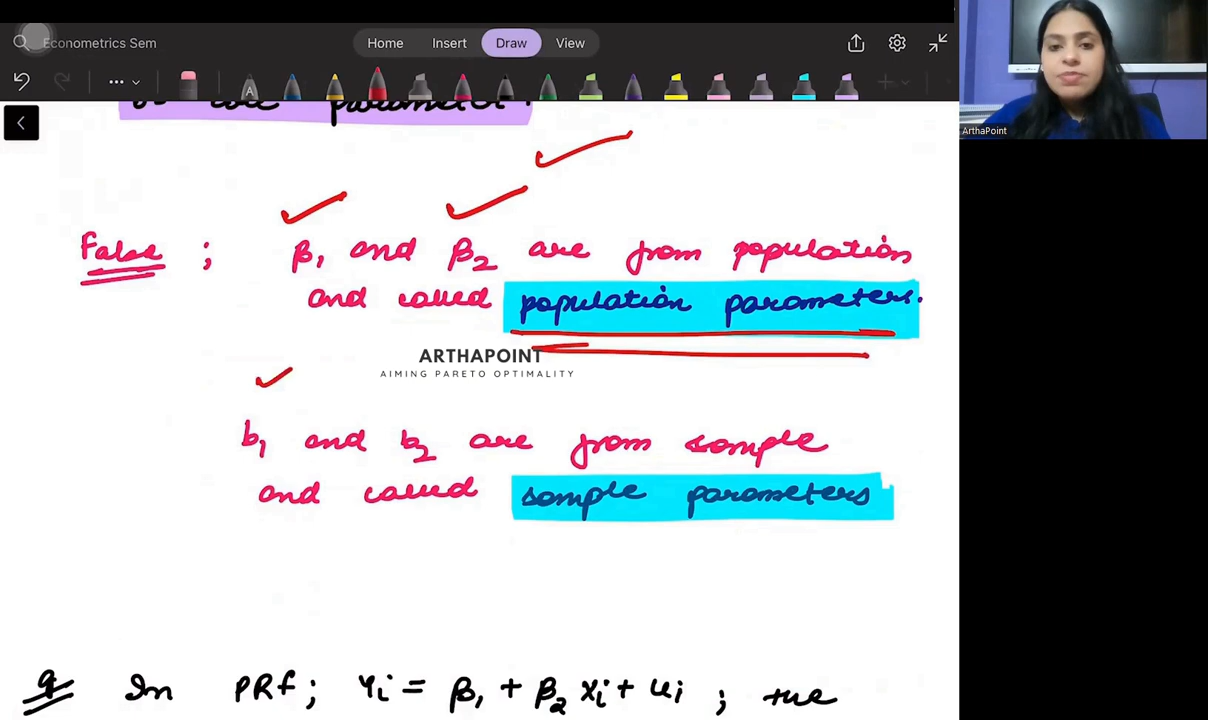 Econometrics Sem
Home Insert Draw View
are parameter.
ArthaPoint
False ; β₁ and β₂ are from population
and called population parameters.
ARTHAPOINT
AIMING PARETO OPTIMALITY
b₁ and b₂ are from sample
and called sample parameters
Q In PRF; Yi = β₁ + β₂ Xi + ui ; the